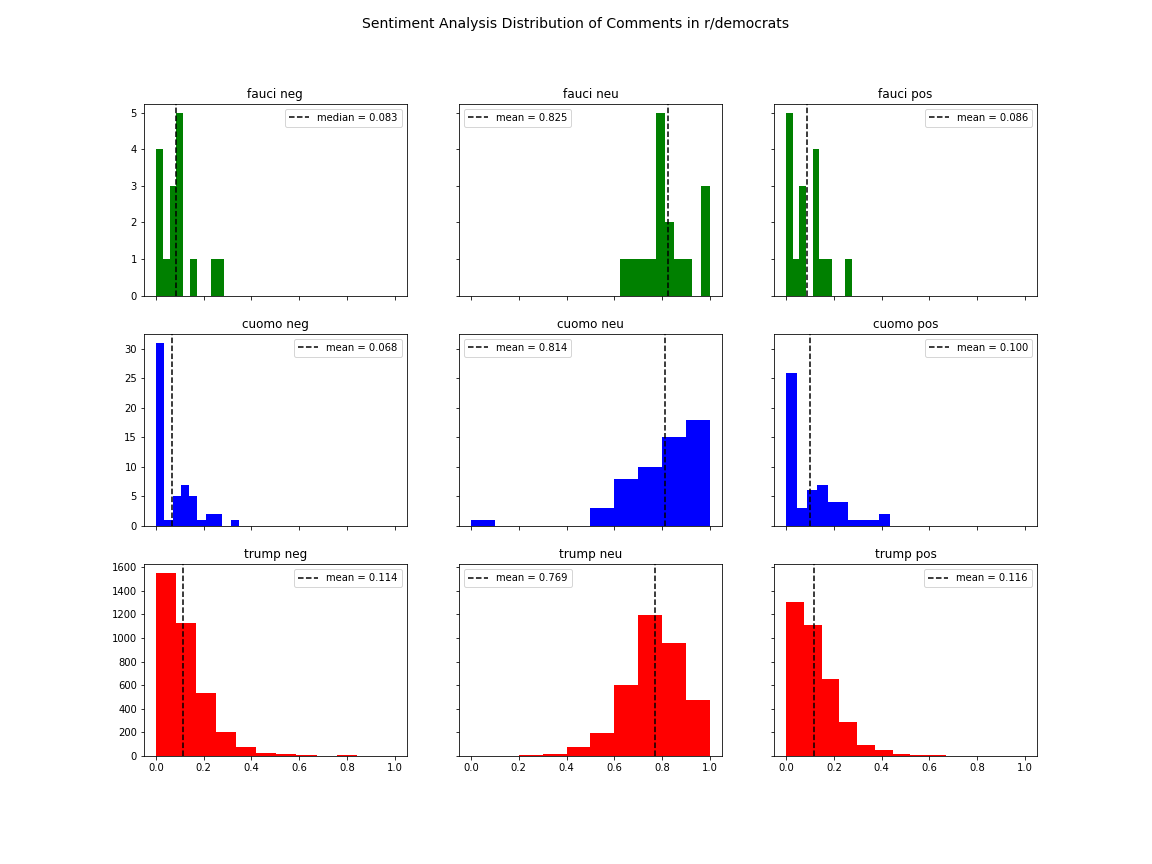 Sentiment Analysis Distribution of Comments in r/democrats
fauci neg
fauci neu
fauci pos
median = 0.083
mean = 0.825
mean = 0.086
5
4
3
2
1
0
cuomo neg
cuomo neu
cuomo pos
mean = 0.068
mean = 0.814
mean = 0.100
30
25
20
15
10
5
0
trump neg
trump neu
trump pos
mean = 0.114
mean = 0.769
mean = 0.116
1600
1400
1200
1000
800
600
400
200
0
0.0 0.2 0.4 0.6 0.8 1.0
0.0 0.2 0.4 0.6 0.8 1.0
0.0 0.2 0.4 0.6 0.8 1.0